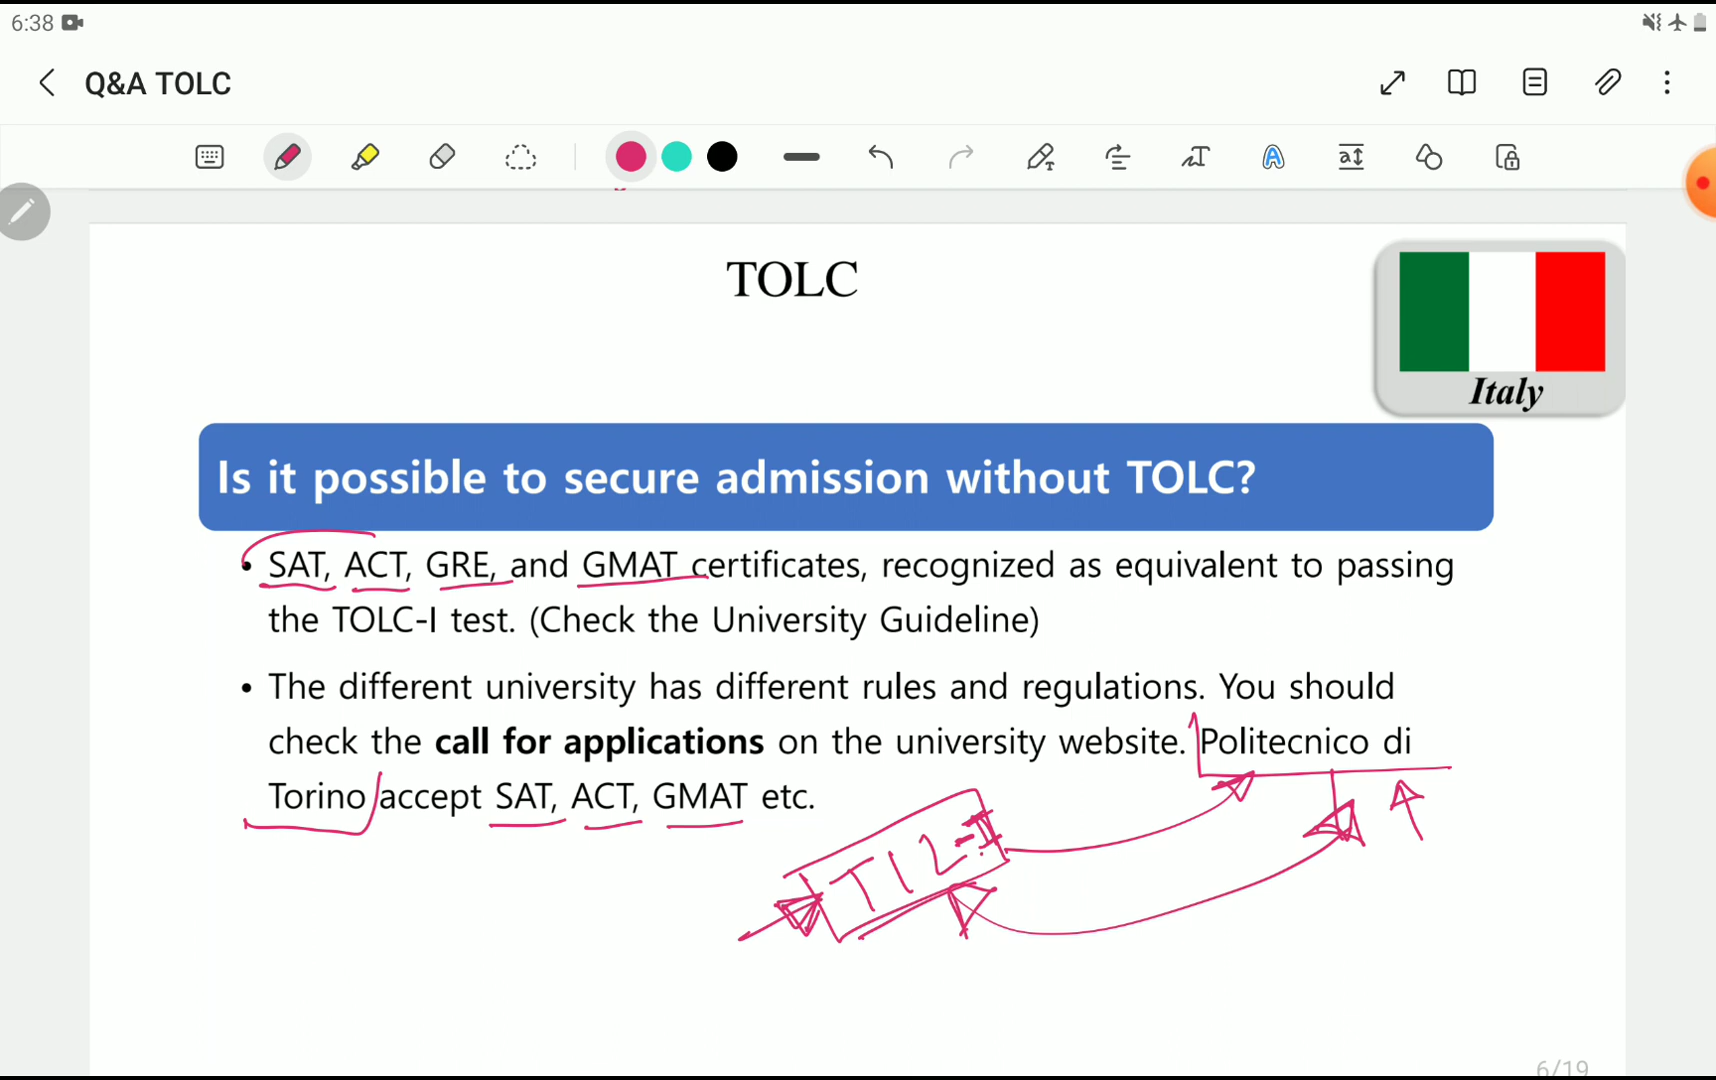 6:38
Q&A TOLC
TOLC
Italy
Is it possible to secure admission without TOLC?
• SAT, ACT, GRE, and GMAT certificates, recognized as equivalent to passing
the TOLC-I test. (Check the University Guideline)
• The different university has different rules and regulations. You should
check the call for applications on the university website. Politecnico di
Torino accept SAT, ACT, GMAT etc.
TIL-I
6/19